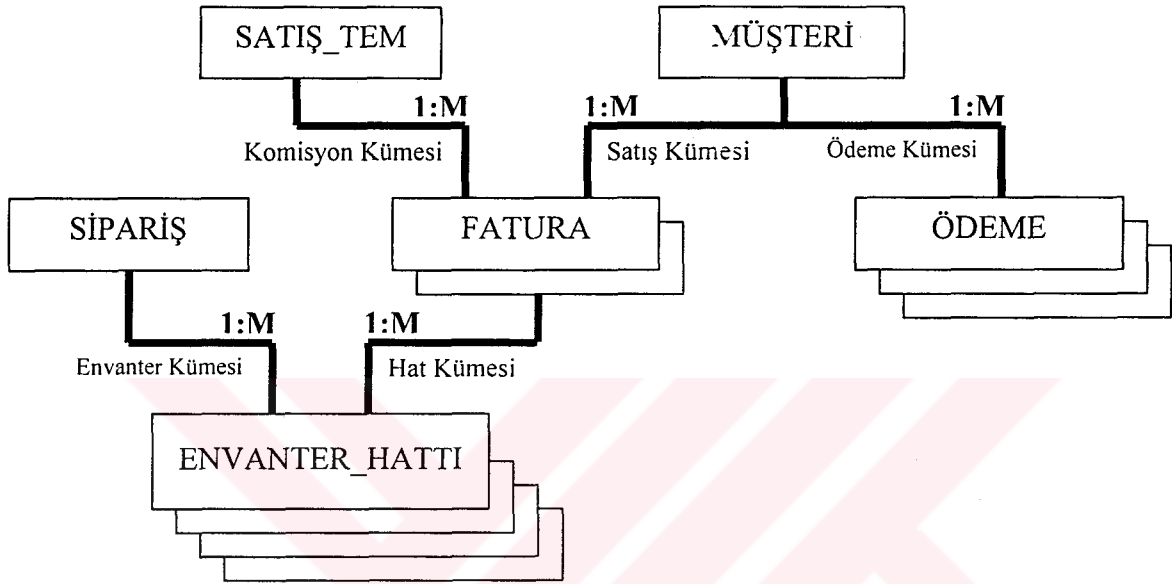 SATIŞ_TEM
MÜŞTERİ
1:M
1:M
1:M
Komisyon Kümesi
Satış Kümesi
Ödeme Kümesi
SİPARİŞ
FATURA
ÖDEME
1:M
1:M
Envanter Kümesi
Hat Kümesi
ENVANTER_HATTI